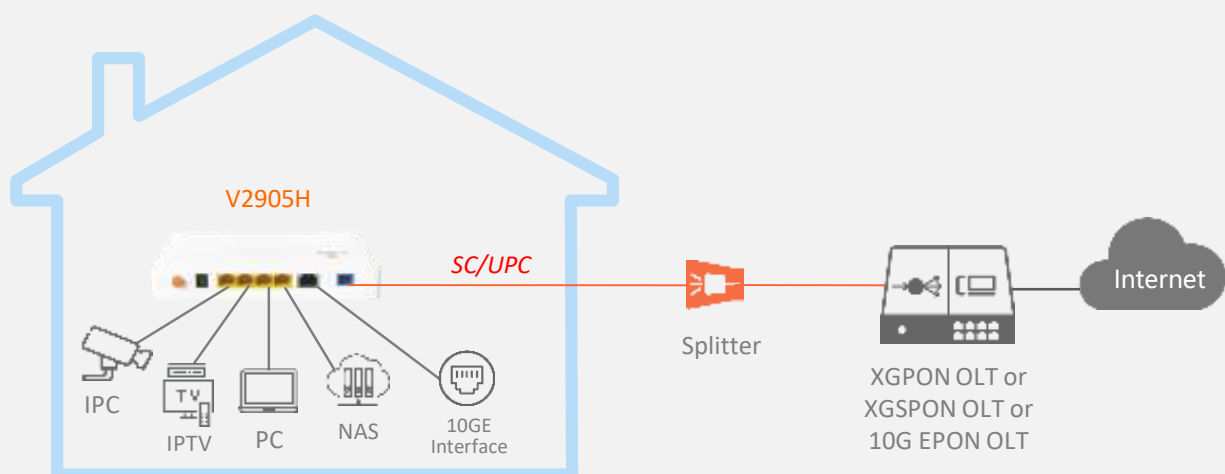 V2905H
SC/UPC
Internet
Splitter
IPC
TV
IPTV
PC
NAS
10GE
Interface
XGPON OLT or
XGSPON OLT or
10G EPON OLT